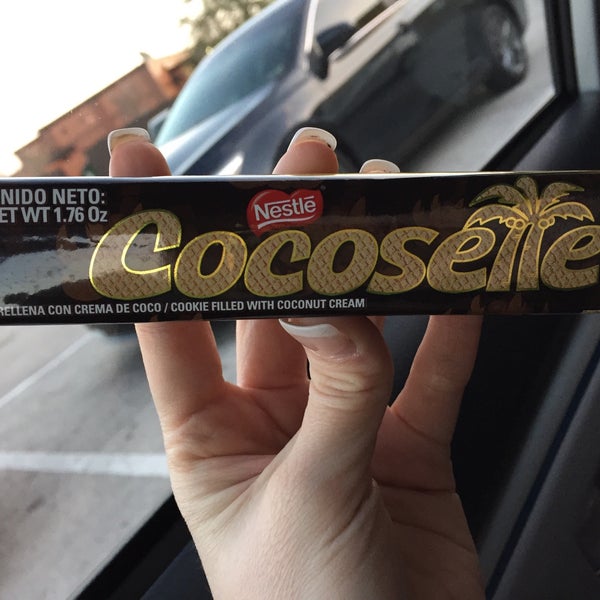 NIDO NETO:
ET WT 1.76 Oz
Nestlé
Cocosette
RELLENA CON CREMA DE COCO / COOKIE FILLED WITH COCONUT CREAM